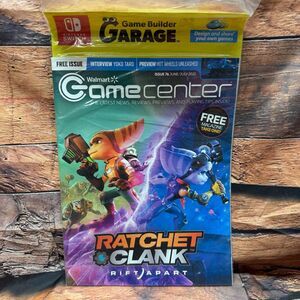 NINTENDO
SWITCH
Game Builder
GARAGE
Design and share
your own games
FREE ISSUE
INTERVIEW YOKO TARO
PREVIEW HOT WHEELS UNLEASHED
Walmart
ISSUE 76 JUNE/JULY 2021
Gamecenter
THE LATEST NEWS, REVIEWS, PREVIEWS, AND PLAYING TIPS INSIDE!
FREE
MAGAZINE
TAKE ONE!
RATCHET
CLANK
RIFT APART